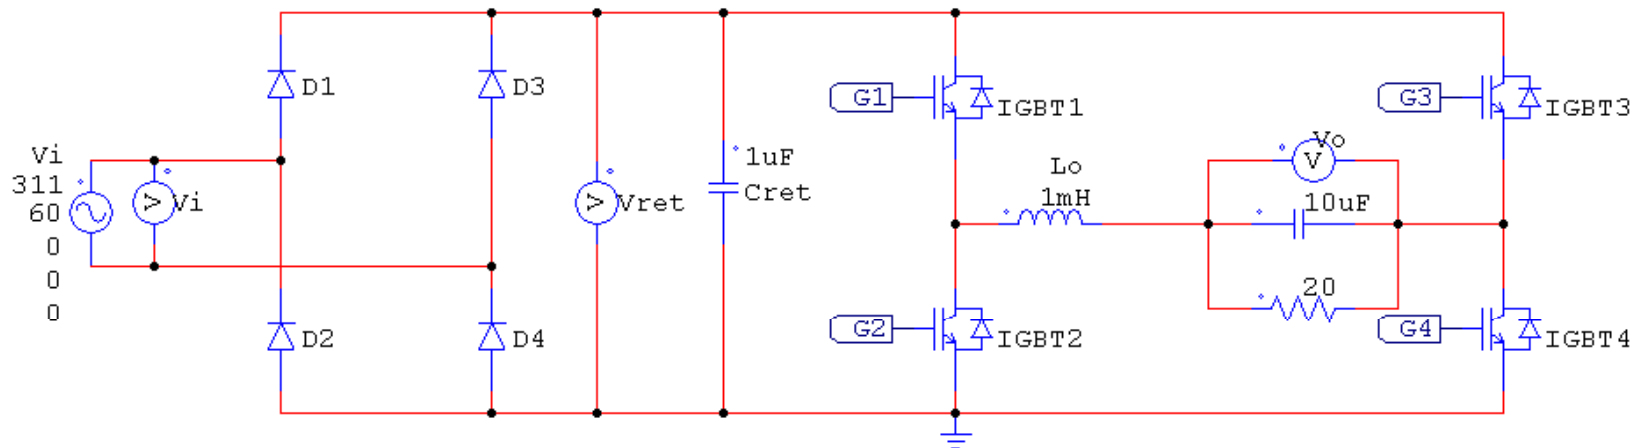 D1
D3
G1
IGBT1
G3
IGBT3
Vi
311
60
0
0
0
V
Vi
V
Vret
1uF
Cret
Lo
1mH
Vo
V
10uF
20
D2
D4
G2
IGBT2
G4
IGBT4